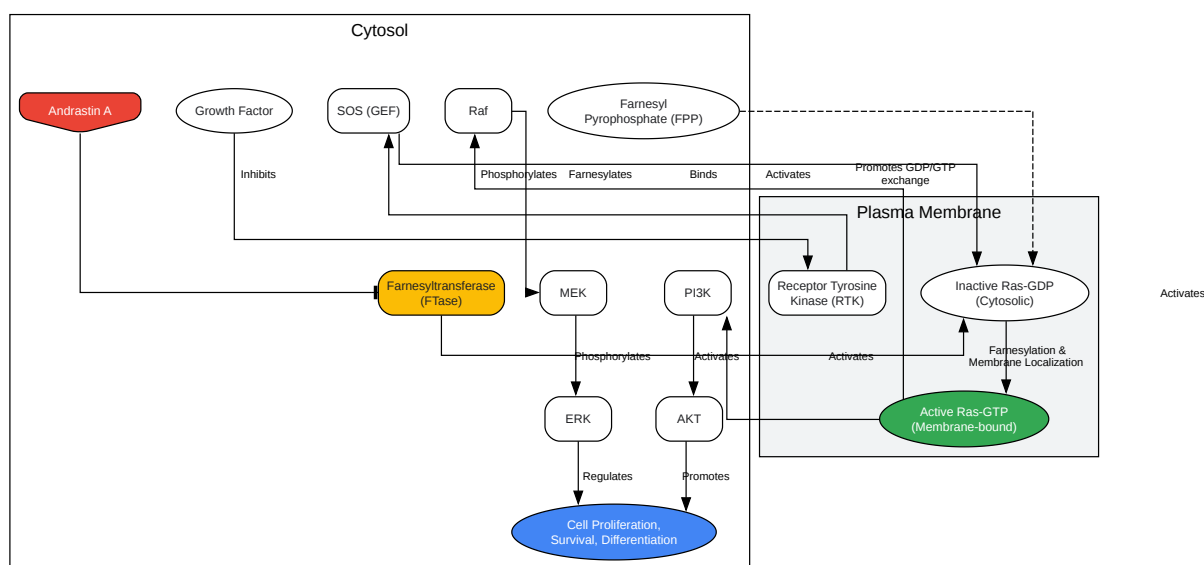 Cytosol
Andrastin A
Growth Factor
SOS (GEF)
Raf
Farnesyl
Pyrophosphate (FPP)
Inhibits
Phosphorylates
Farnesylates
Binds
Activates
Promotes GDP/GTP
exchange
Plasma Membrane
Farnesyltransferase
(FTase)
MEK
PI3K
Receptor Tyrosine
Kinase (RTK)
Inactive Ras-GDP
(Cytosolic)
Activates
Phosphorylates
Activates
Activates
Farnesylation &
Membrane Localization
ERK
AKT
Active Ras-GTP
(Membrane-bound)
Regulates
Promotes
Cell Proliferation,
Survival, Differentiation